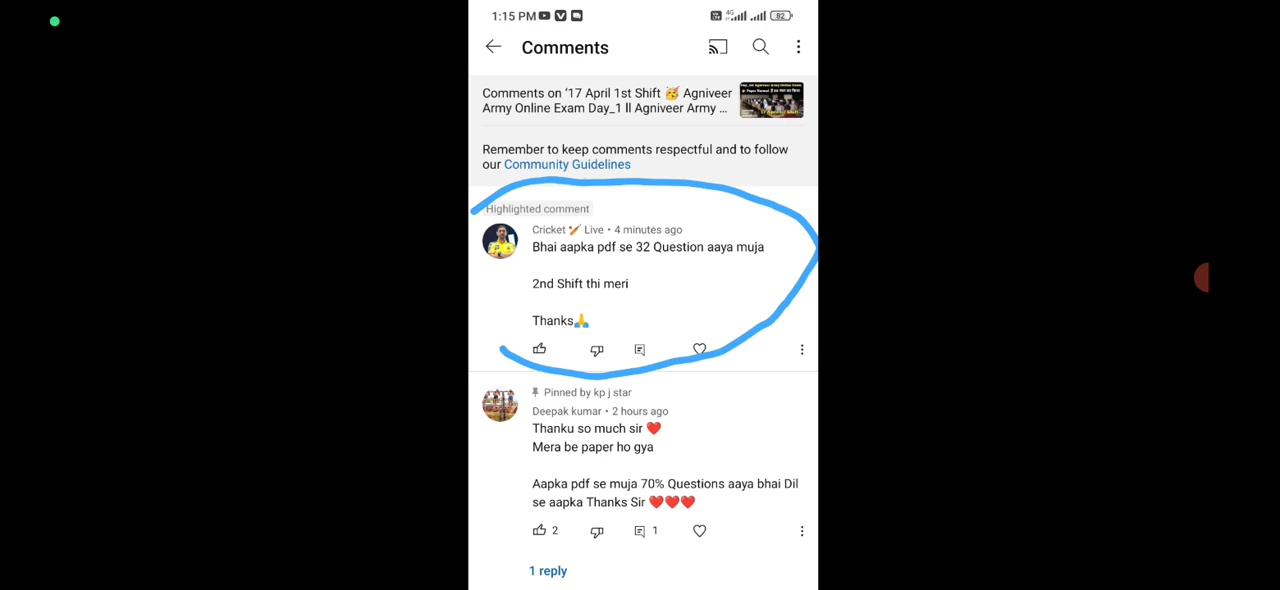 1:15 PM
4G
82
Comments
Comments on ‘17 April 1st Shift 🥳 Agniveer
Army Online Exam Day_1 ll Agniveer Army ...
Remember to keep comments respectful and to follow
our Community Guidelines
Highlighted comment
Cricket 🏏 Live • 4 minutes ago
Bhai aapka pdf se 32 Question aaya muja
2nd Shift thi meri
Thanks🙏
Pinned by kp j star
Deepak kumar • 2 hours ago
Thanku so much sir ❤️
Mera be paper ho gya
Aapka pdf se muja 70% Questions aaya bhai Dil
se aapka Thanks Sir ❤️❤️❤️
2
1
1 reply